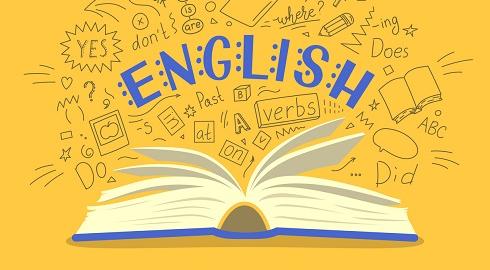 is
are
where?
-ing
don't
YES
Does
ENGLISH
Past
B
verbs
A
ABC
-s
at
on
Do
Did